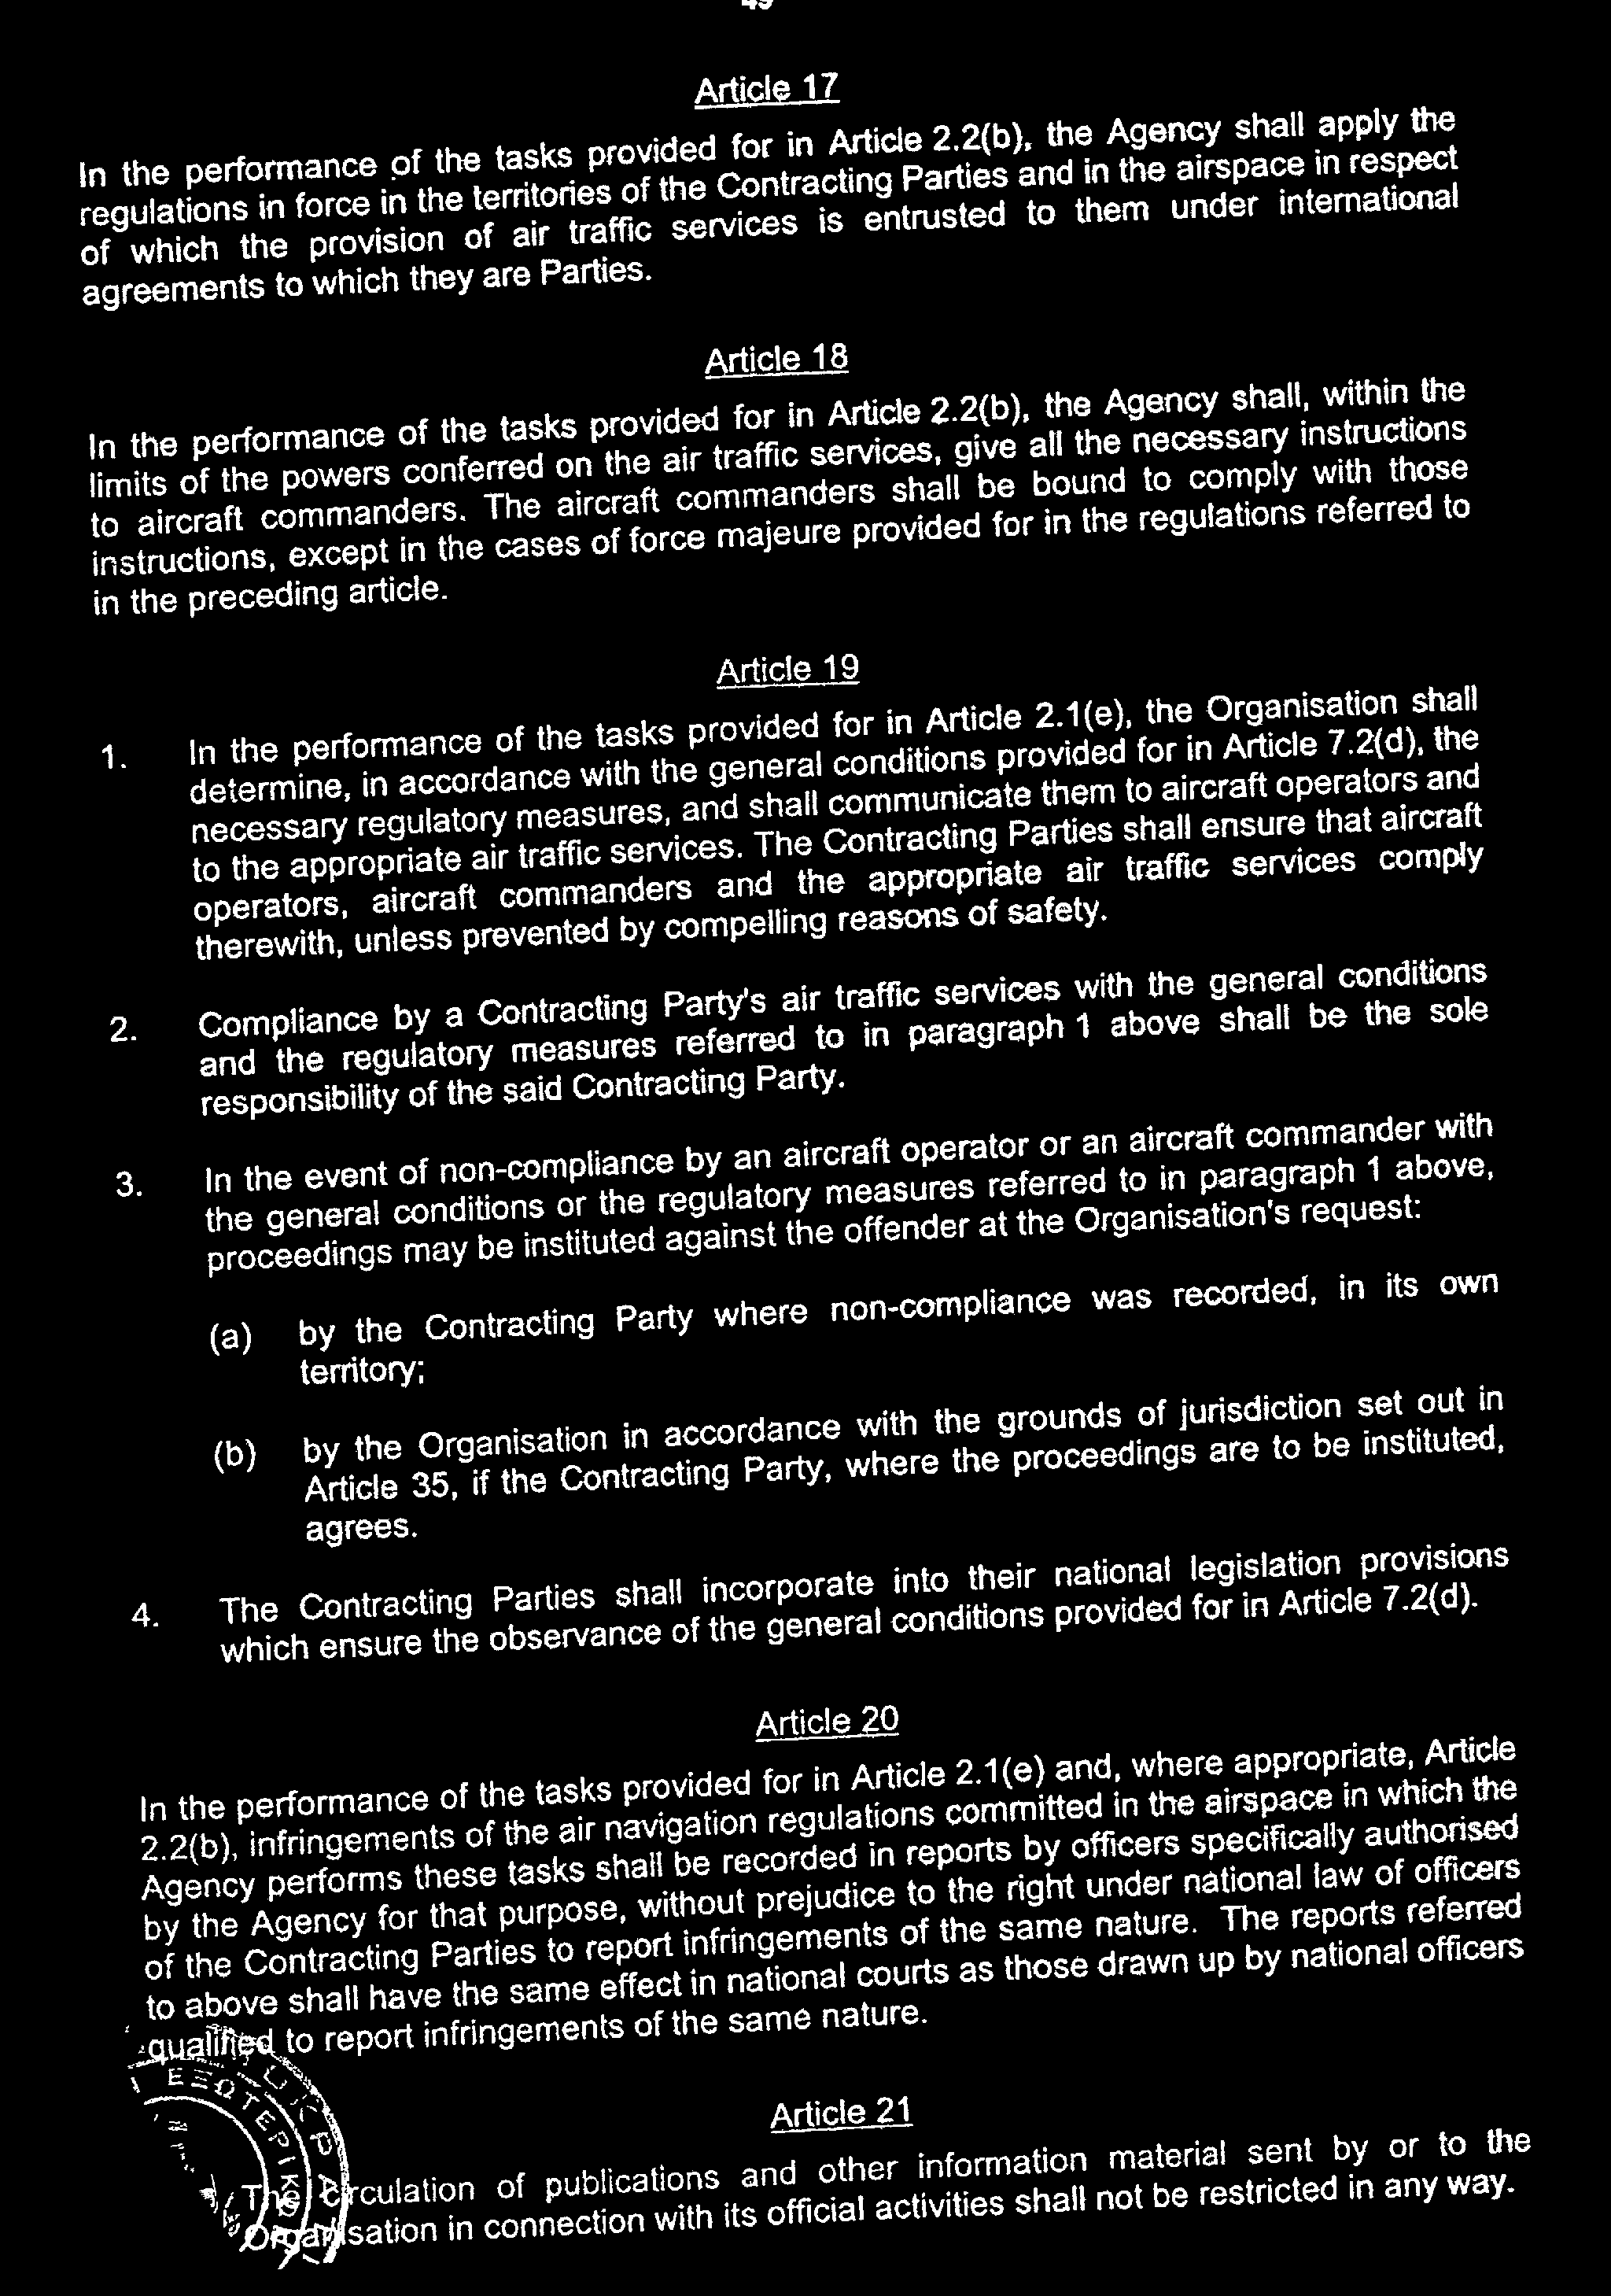 49
Article 17
In the performance of the tasks provided for in Article 2.2(b), the Agency shall apply the
regulations in force in the territories of the Contracting Parties and in the airspace in respect
of which the provision of air traffic services is entrusted to them under international
agreements to which they are Parties.
Article 18
In the performance of the tasks provided for in Article 2.2(b), the Agency shall, within the
limits of the powers conferred on the air traffic services, give all the necessary instructions
to aircraft commanders. The aircraft commanders shall be bound to comply with those
instructions, except in the cases of force majeure provided for in the regulations referred to
in the preceding article.
Article 19
1. In the performance of the tasks provided for in Article 2.1(e), the Organisation shall
determine, in accordance with the general conditions provided for in Article 7.2(d), the
necessary regulatory measures, and shall communicate them to aircraft operators and
to the appropriate air traffic services. The Contracting Parties shall ensure that aircraft
operators, aircraft commanders and the appropriate air traffic services comply
therewith, unless prevented by compelling reasons of safety.
2. Compliance by a Contracting Party's air traffic services with the general conditions
and the regulatory measures referred to in paragraph 1 above shall be the sole
responsibility of the said Contracting Party.
3. In the event of non-compliance by an aircraft operator or an aircraft commander with
the general conditions or the regulatory measures referred to in paragraph 1 above,
proceedings may be instituted against the offender at the Organisation's request:
(a) by the Contracting Party where non-compliance was recorded, in its own
territory;
(b) by the Organisation in accordance with the grounds of jurisdiction set out in
Article 35, if the Contracting Party, where the proceedings are to be instituted,
agrees.
4. The Contracting Parties shall incorporate into their national legislation provisions
which ensure the observance of the general conditions provided for in Article 7.2(d).
Article 20
In the performance of the tasks provided for in Article 2.1(e) and, where appropriate, Article
2.2(b), infringements of the air navigation regulations committed in the airspace in which the
Agency performs these tasks shall be recorded in reports by officers specifically authorised
by the Agency for that purpose, without prejudice to the right under national law of officers
of the Contracting Parties to report infringements of the same nature. The reports referred
to above shall have the same effect in national courts as those drawn up by national officers
qualified to report infringements of the same nature.
ΕΞΩΤΕΡΙΚΩ
Article 21
The circulation of publications and other information material sent by or to the
Organisation in connection with its official activities shall not be restricted in any way.